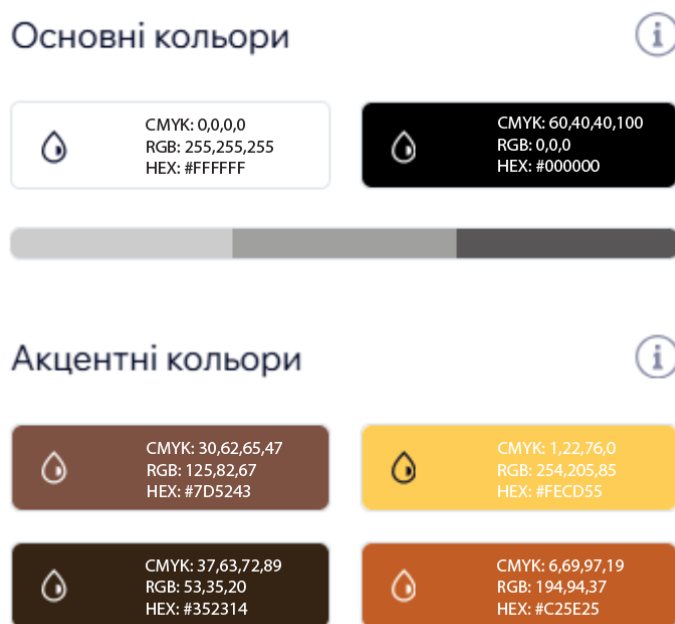 Основні кольори
CMYK: 0,0,0,0
RGB: 255,255,255
HEX: #FFFFFF
CMYK: 60,40,40,100
RGB: 0,0,0
HEX: #000000
Акцентні кольори
CMYK: 30,62,65,47
RGB: 125,82,67
HEX: #7D5243
CMYK: 1,22,76,0
RGB: 254,205,85
HEX: #FECD55
CMYK: 37,63,72,89
RGB: 53,35,20
HEX: #352314
CMYK: 6,69,97,19
RGB: 194,94,37
HEX: #C25E25